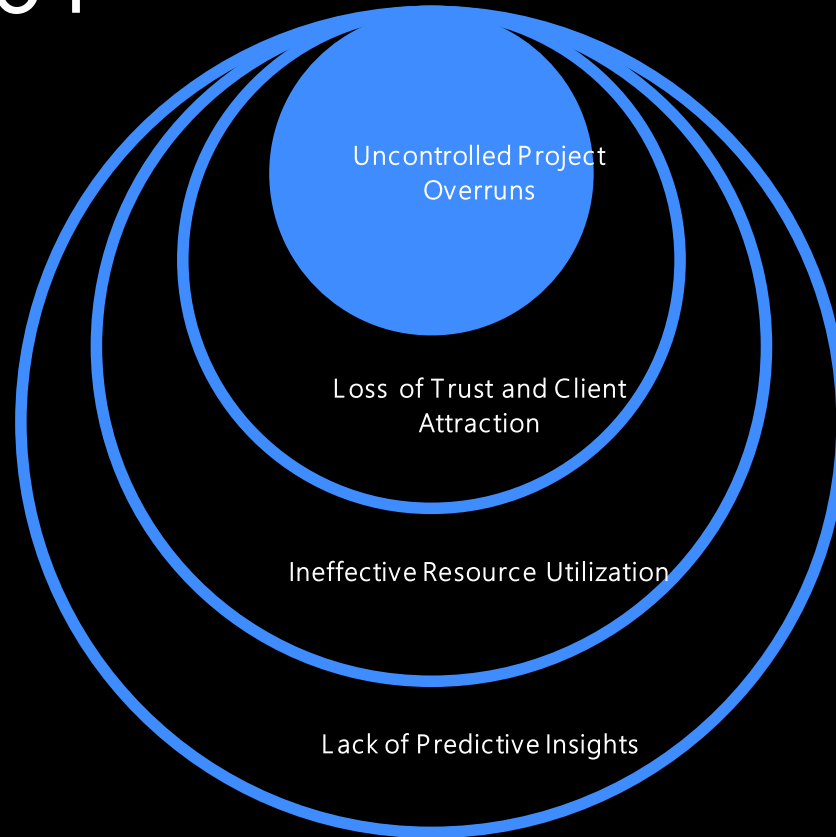 Uncontrolled Project
Overruns
Loss of Trust and Client
Attraction
Ineffective Resource Utilization
Lack of Predictive Insights